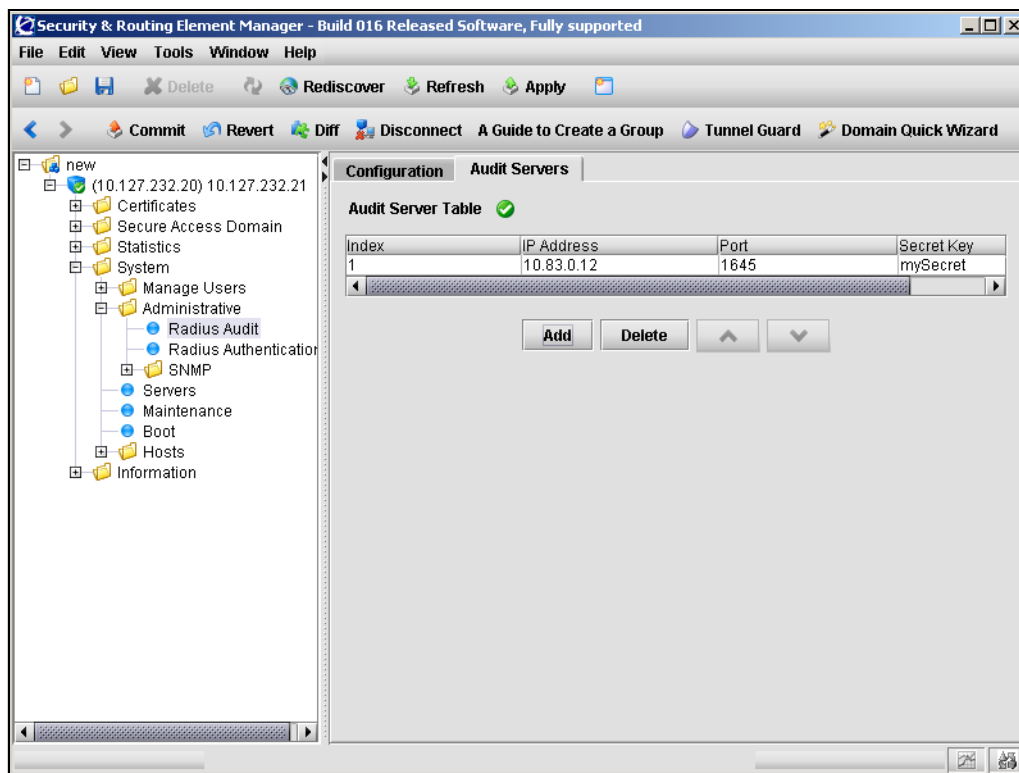 Security & Routing Element Manager - Build 016 Released Software, Fully supported
File Edit View Tools Window Help
Delete Rediscover Refresh Apply
Commit Revert Diff Disconnect A Guide to Create a Group Tunnel Guard Domain Quick Wizard
new
(10.127.232.20) 10.127.232.21
Certificates
Secure Access Domain
Statistics
System
Manage Users
Administrative
Radius Audit
Radius Authentication
SNMP
Servers
Maintenance
Boot
Hosts
Information
Configuration Audit Servers
Audit Server Table
Index IP Address Port Secret Key
1 10.83.0.12 1645 mySecret
Add Delete